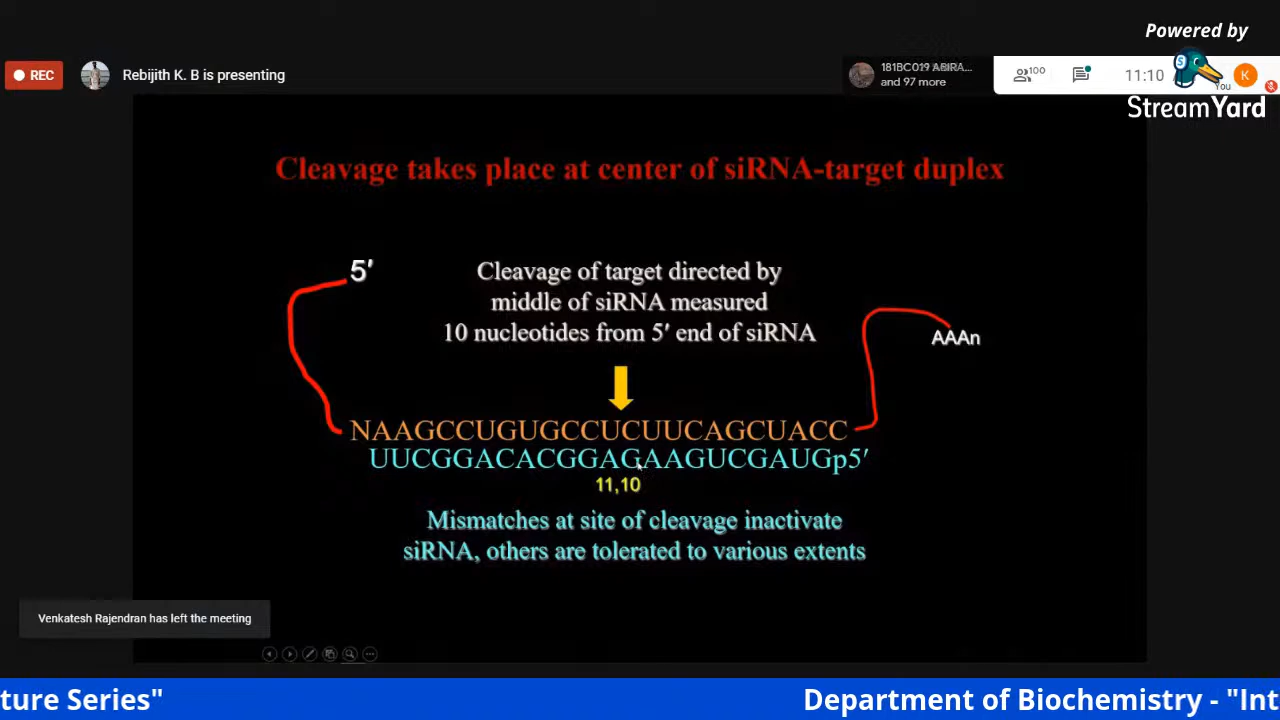 Powered by
StreamYard
REC
Rebijith K. B is presenting
181BC019 ABIRA...
and 97 more
100
11:10
You
K
Cleavage takes place at center of siRNA-target duplex
5'
Cleavage of target directed by
middle of siRNA measured
10 nucleotides from 5' end of siRNA
AAAn
NAAGCCUGUGCCUCUUCAGCUACC
UUCGGACACGGAGAAGUCGAUGp5'
11,10
Mismatches at site of cleavage inactivate
siRNA, others are tolerated to various extents
Venkatesh Rajendran has left the meeting
ture Series" Department of Biochemistry - "Int